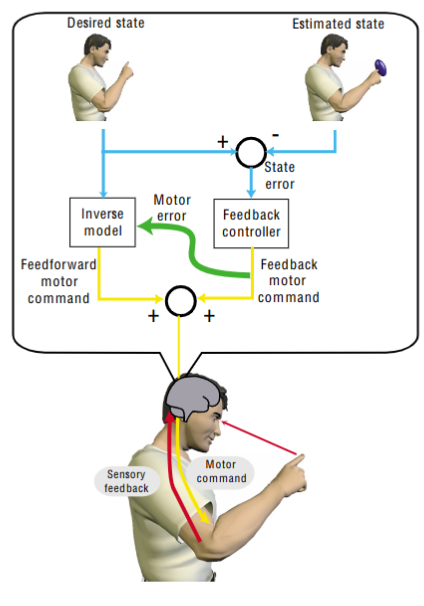 Desired state
Estimated state
+
-
State
error
Motor
error
Inverse
model
Feedback
controller
Feedforward
motor
command
Feedback
motor
command
+
+
Motor
command
Sensory
feedback